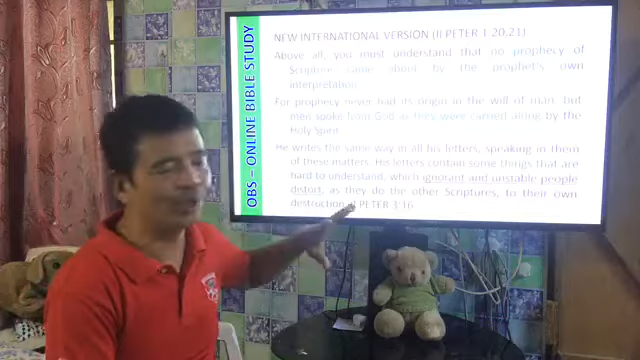 OBS – ONLINE BIBLE STUDY
NEW INTERNATIONAL VERSION (II PETER 1:20,21)
Above all, you must understand that no prophecy of
Scripture came about by the prophet's own
interpretation.
For prophecy never had its origin in the will of man, but
men spoke from God as they were carried along by the
Holy Spirit.
He writes the same way in all his letters, speaking in them
of these matters. His letters contain some things that are
hard to understand, which ignorant and unstable people
distort, as they do the other Scriptures, to their own
destruction. II PETER 3:16